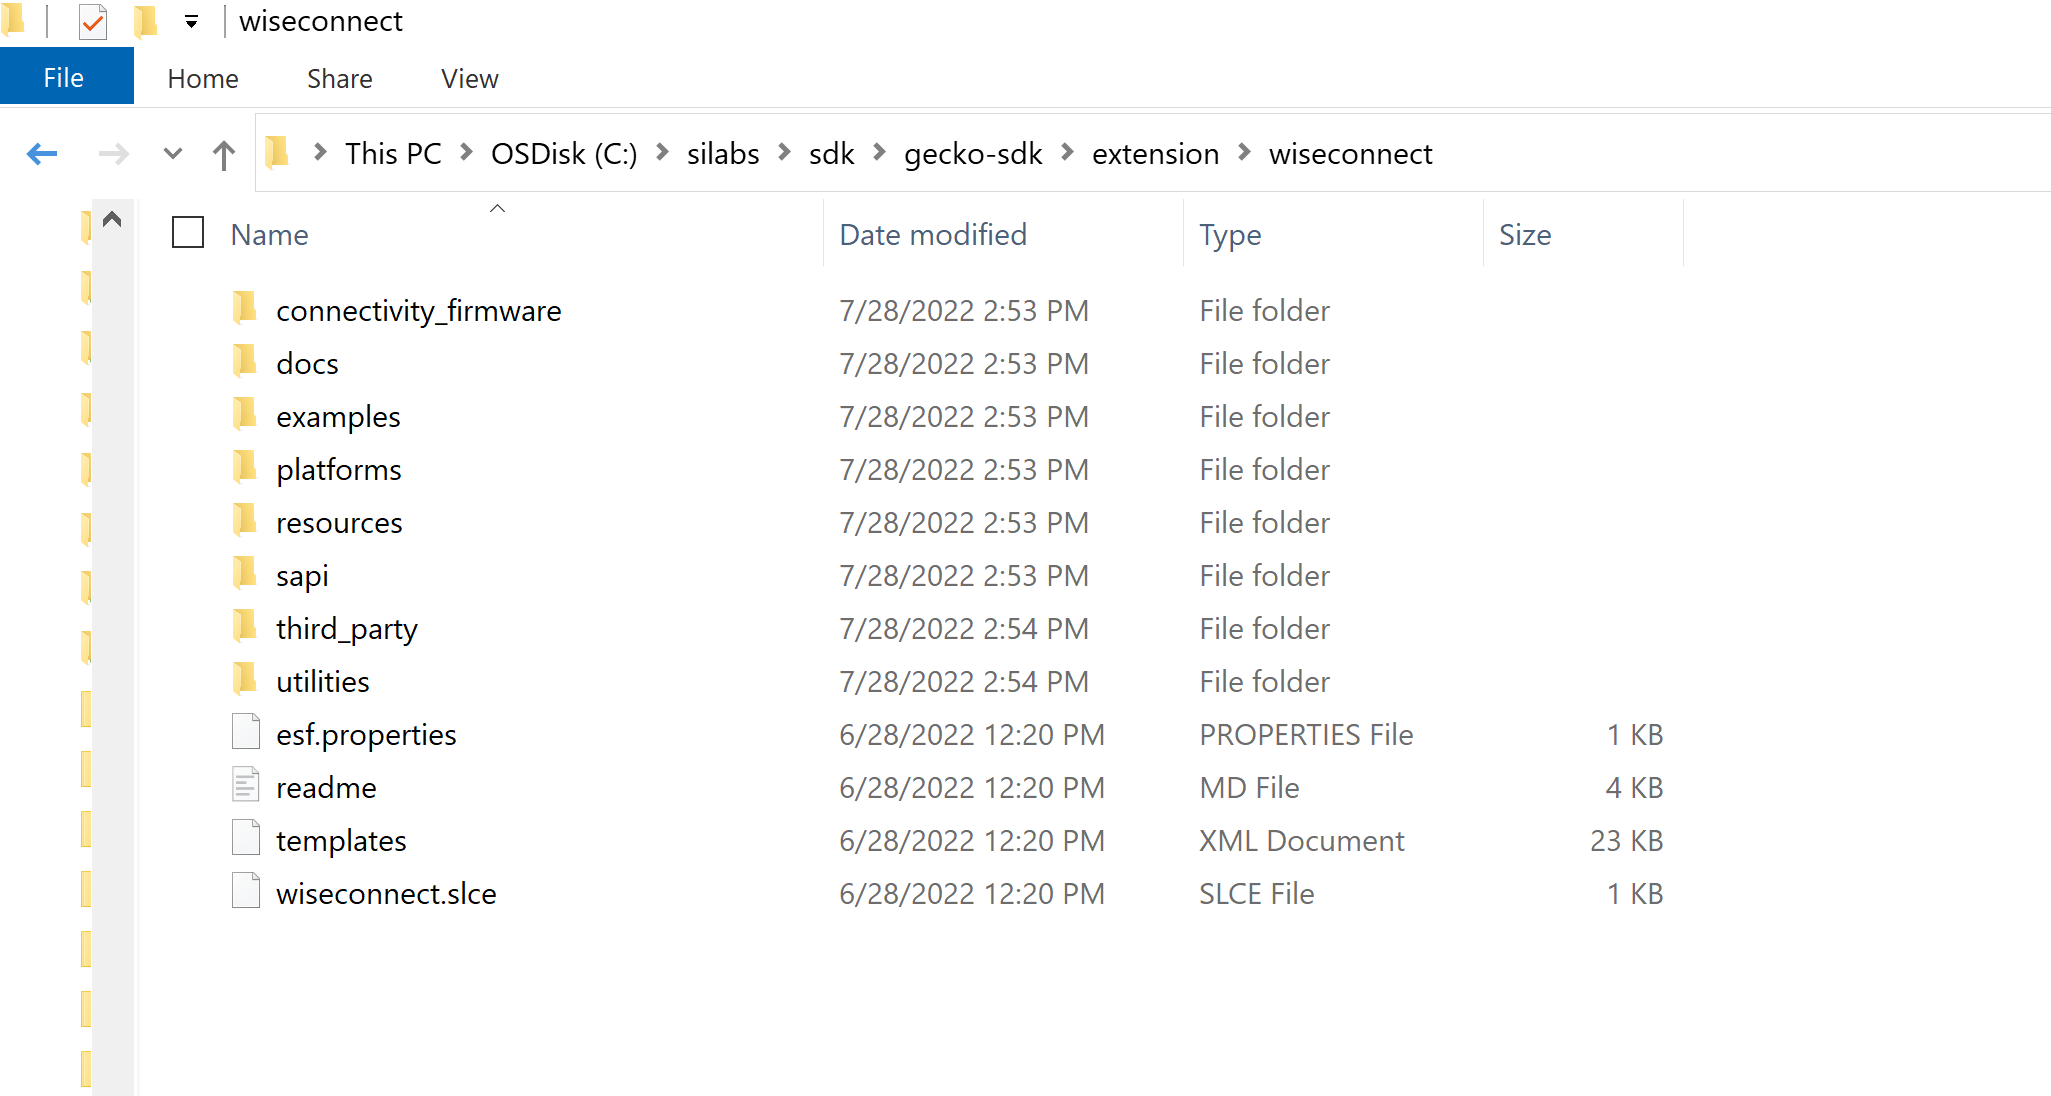 wiseconnect
File Home Share View
This PC > OSDisk (C:) > silabs > sdk > gecko-sdk > extension > wiseconnect
Name Date modified Type Size
connectivity_firmware 7/28/2022 2:53 PM File folder
docs 7/28/2022 2:53 PM File folder
examples 7/28/2022 2:53 PM File folder
platforms 7/28/2022 2:53 PM File folder
resources 7/28/2022 2:53 PM File folder
sapi 7/28/2022 2:53 PM File folder
third_party 7/28/2022 2:54 PM File folder
utilities 7/28/2022 2:54 PM File folder
esf.properties 6/28/2022 12:20 PM PROPERTIES File 1 KB
readme 6/28/2022 12:20 PM MD File 4 KB
templates 6/28/2022 12:20 PM XML Document 23 KB
wiseconnect.slce 6/28/2022 12:20 PM SLCE File 1 KB